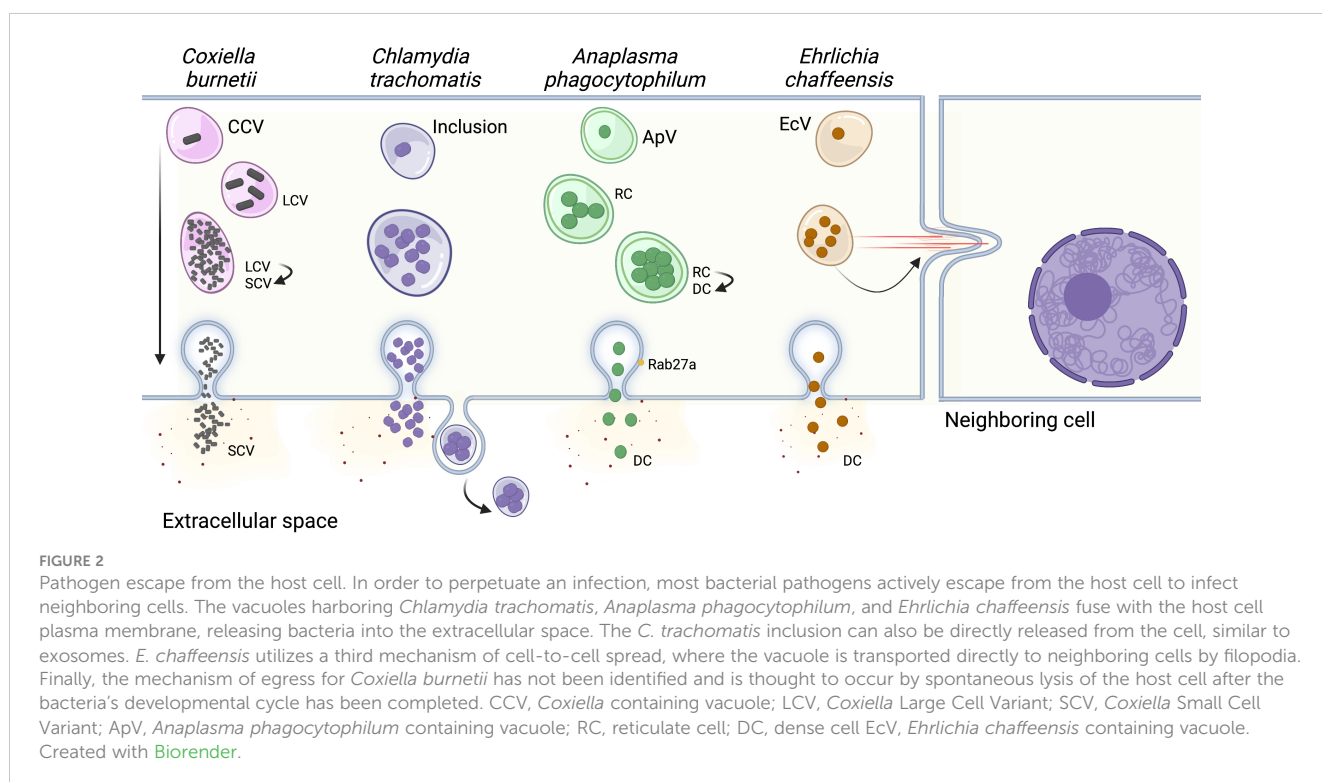 Coxiella
burnetii
Chlamydia
trachomatis
Anaplasma
phagocytophilum
Ehrlichia
chaffeensis
CCV
Inclusion
ApV
EcV
LCV
RC
LCV
SCV
RC
DC
Rab27a
SCV
DC
DC
Neighboring cell
Extracellular space
FIGURE 2
Pathogen escape from the host cell. In order to perpetuate an infection, most bacterial pathogens actively escape from the host cell to infect
neighboring cells. The vacuoles harboring Chlamydia trachomatis, Anaplasma phagocytophilum, and Ehrlichia chaffeensis fuse with the host cell
plasma membrane, releasing bacteria into the extracellular space. The C. trachomatis inclusion can also be directly released from the cell, similar to
exosomes. E. chaffeensis utilizes a third mechanism of cell-to-cell spread, where the vacuole is transported directly to neighboring cells by filopodia.
Finally, the mechanism of egress for Coxiella burnetii has not been identified and is thought to occur by spontaneous lysis of the host cell after the
bacteria's developmental cycle has been completed. CCV, Coxiella containing vacuole; LCV, Coxiella Large Cell Variant; SCV, Coxiella Small Cell
Variant; ApV, Anaplasma phagocytophilum containing vacuole; RC, reticulate cell; DC, dense cell EcV, Ehrlichia chaffeensis containing vacuole.
Created with Biorender.